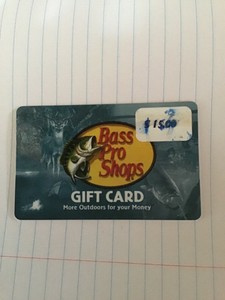 $15.00
Bass
Pro
Shops
GIFT CARD
More Outdoors for your Money